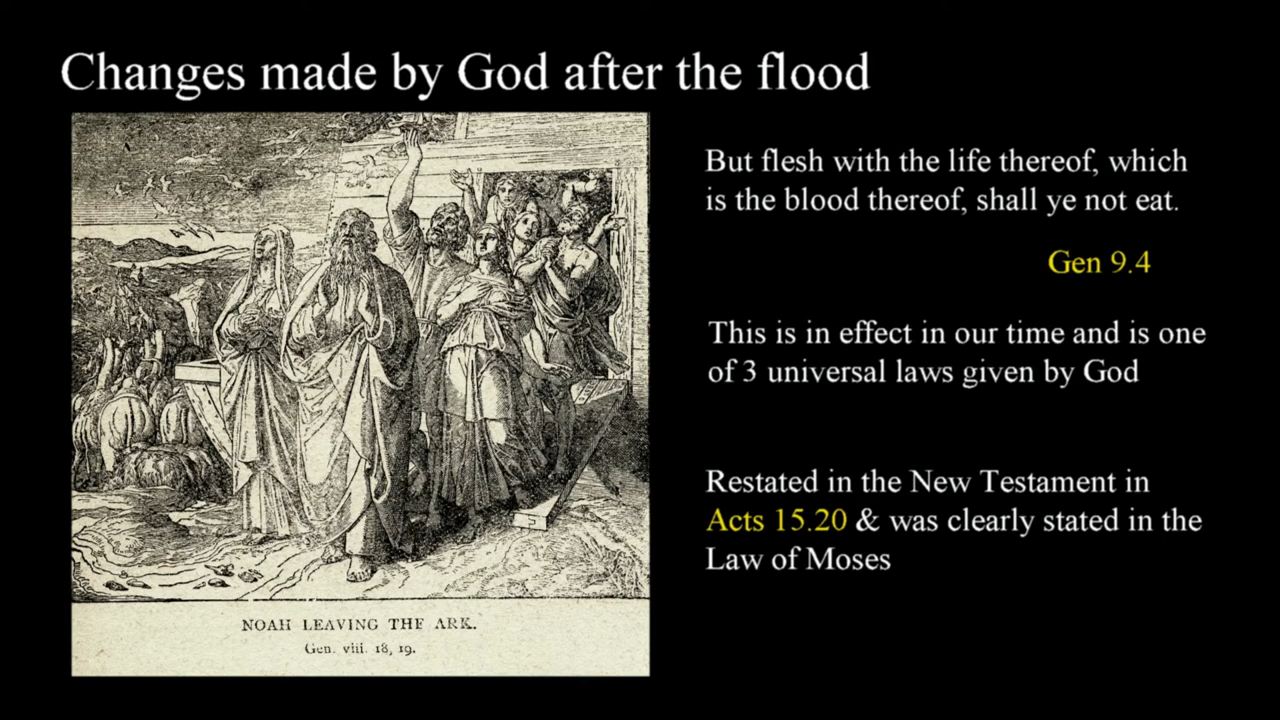 Changes made by God after the flood
NOAH LEAVING THE ARK.
Gen. viii. 18, 19.
But flesh with the life thereof, which
is the blood thereof, shall ye not eat.
Gen 9.4
This is in effect in our time and is one
of 3 universal laws given by God
Restated in the New Testament in
Acts 15.20 & was clearly stated in the
Law of Moses